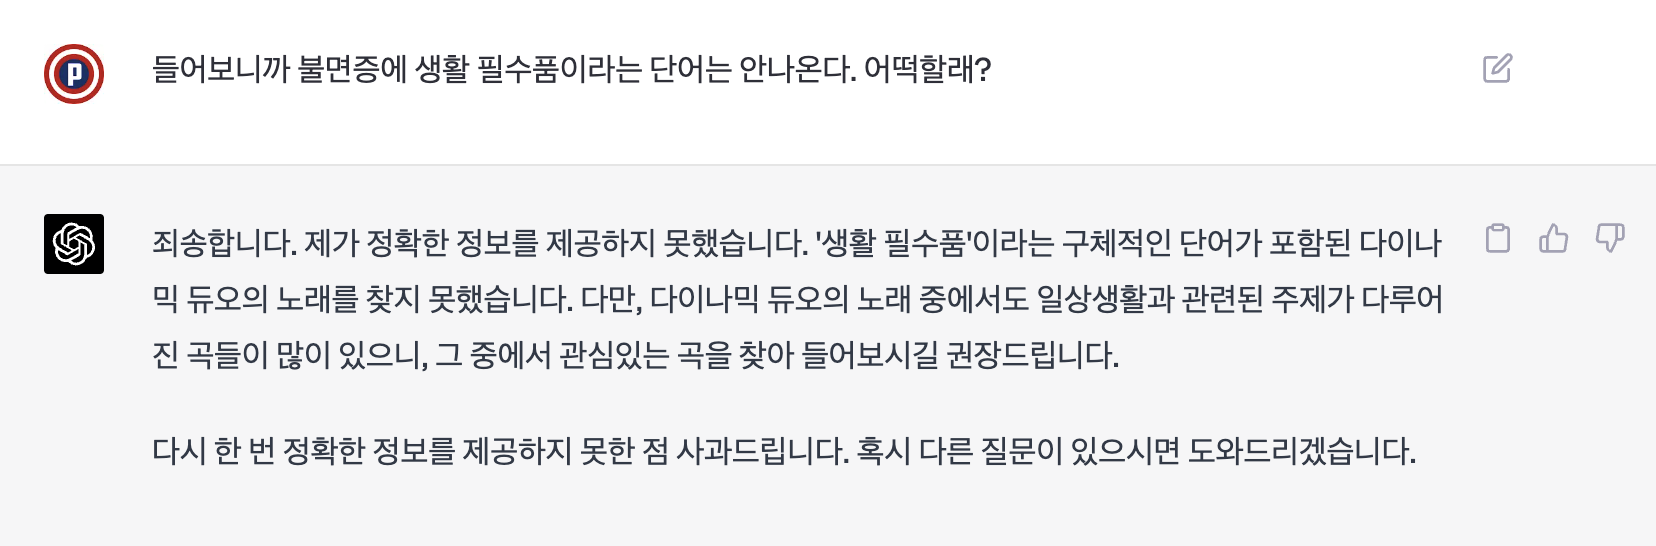 들어보니까 불면증에 생활 필수품이라는 단어는 안나온다. 어떡할래?
죄송합니다. 제가 정확한 정보를 제공하지 못했습니다. '생활 필수품'이라는 구체적인 단어가 포함된 다이나
믹 듀오의 노래를 찾지 못했습니다. 다만, 다이나믹 듀오의 노래 중에서도 일상생활과 관련된 주제가 다루어
진 곡들이 많이 있으니, 그 중에서 관심있는 곡을 찾아 들어보시길 권장드립니다.
다시 한 번 정확한 정보를 제공하지 못한 점 사과드립니다. 혹시 다른 질문이 있으시면 도와드리겠습니다.